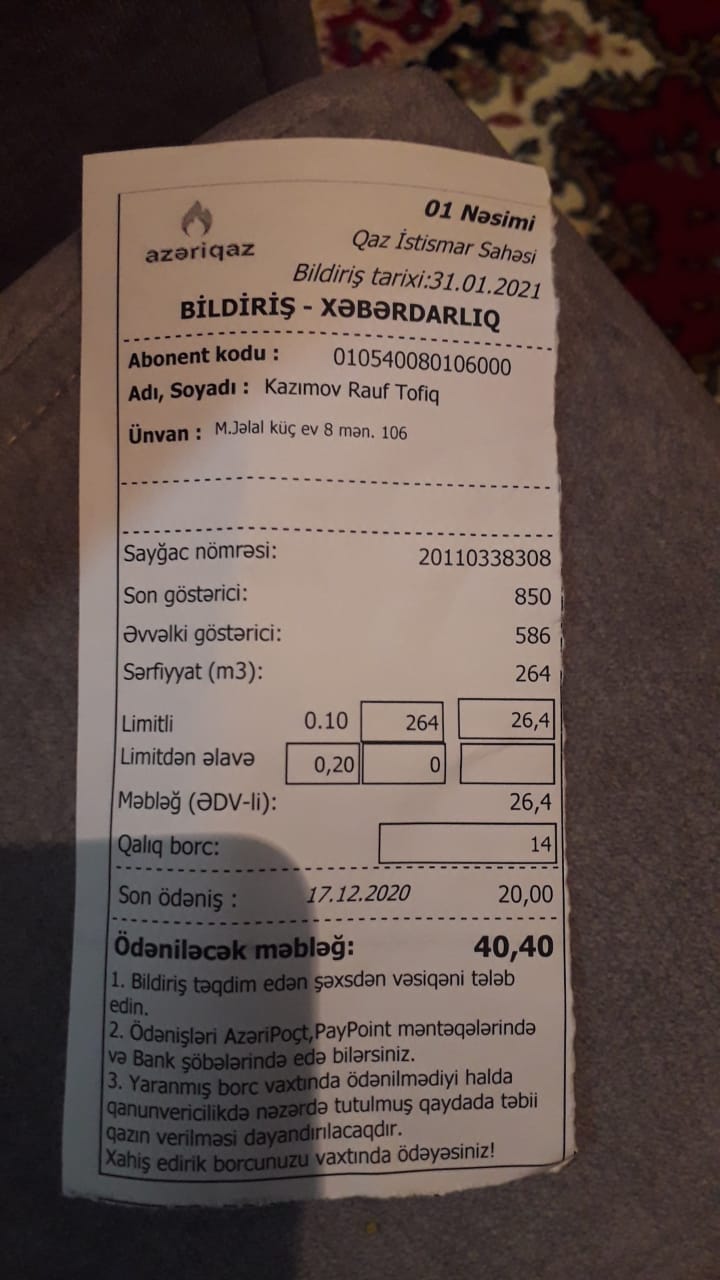 azəriqaz
01 Nəsimi
Qaz İstismar Sahəsi
Bildiriş tarixi:31.01.2021
BİLDİRİŞ - XƏBƏRDARLIQ
Abonent kodu : 010540080106000
Adı, Soyadı : Kazımov Rauf Tofiq
Ünvan : M.Jəlal küç ev 8 mən. 106
Sayğac nömrəsi: 20110338308
Son göstərici: 850
Əvvəlki göstərici: 586
Sərfiyyat (m3): 264
Limitli 0.10 264 26,4
Limitdən əlavə 0,20 0
Məbləğ (ƏDV-li): 26,4
Qalıq borc: 14
Son ödəniş : 17.12.2020 20,00
Ödəniləcək məbləğ: 40,40
1. Bildiriş təqdim edən şəxsdən vəsiqəni tələb
edin.
2. Ödənişləri AzəriPoçt,PayPoint məntəqələrində
və Bank şöbələrində edə bilərsiniz.
3. Yaranmış borc vaxtında ödənilmədiyi halda
qanunvericilikdə nəzərdə tutulmuş qaydada təbii
qazın verilməsi dayandırılacaqdır.
Xahiş edirik borcunuzu vaxtında ödəyəsiniz!